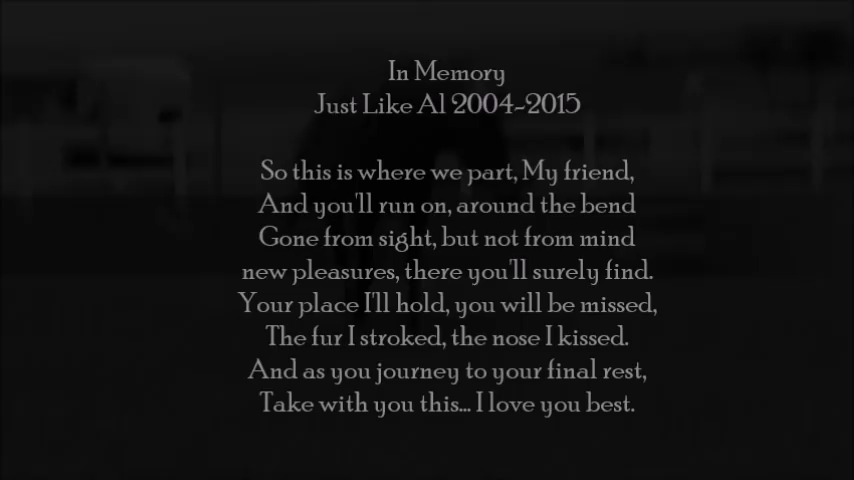 In Memory
Just Like Al 2004-2015
So this is where we part, My friend,
And you'll run on, around the bend
Gone from sight, but not from mind
new pleasures, there you'll surely find.
Your place I'll hold, you will be missed,
The fur I stroked, the nose I kissed.
And as you journey to your final rest,
Take with you this... I love you best.